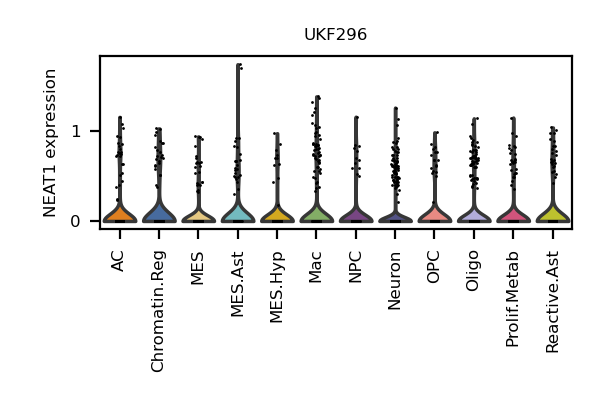 UKF296
NEAT1 expression
1
0
AC
Chromatin.Reg
MES
MES.Ast
MES.Hyp
Mac
NPC
Neuron
OPC
Oligo
Prolif.Metab
Reactive.Ast